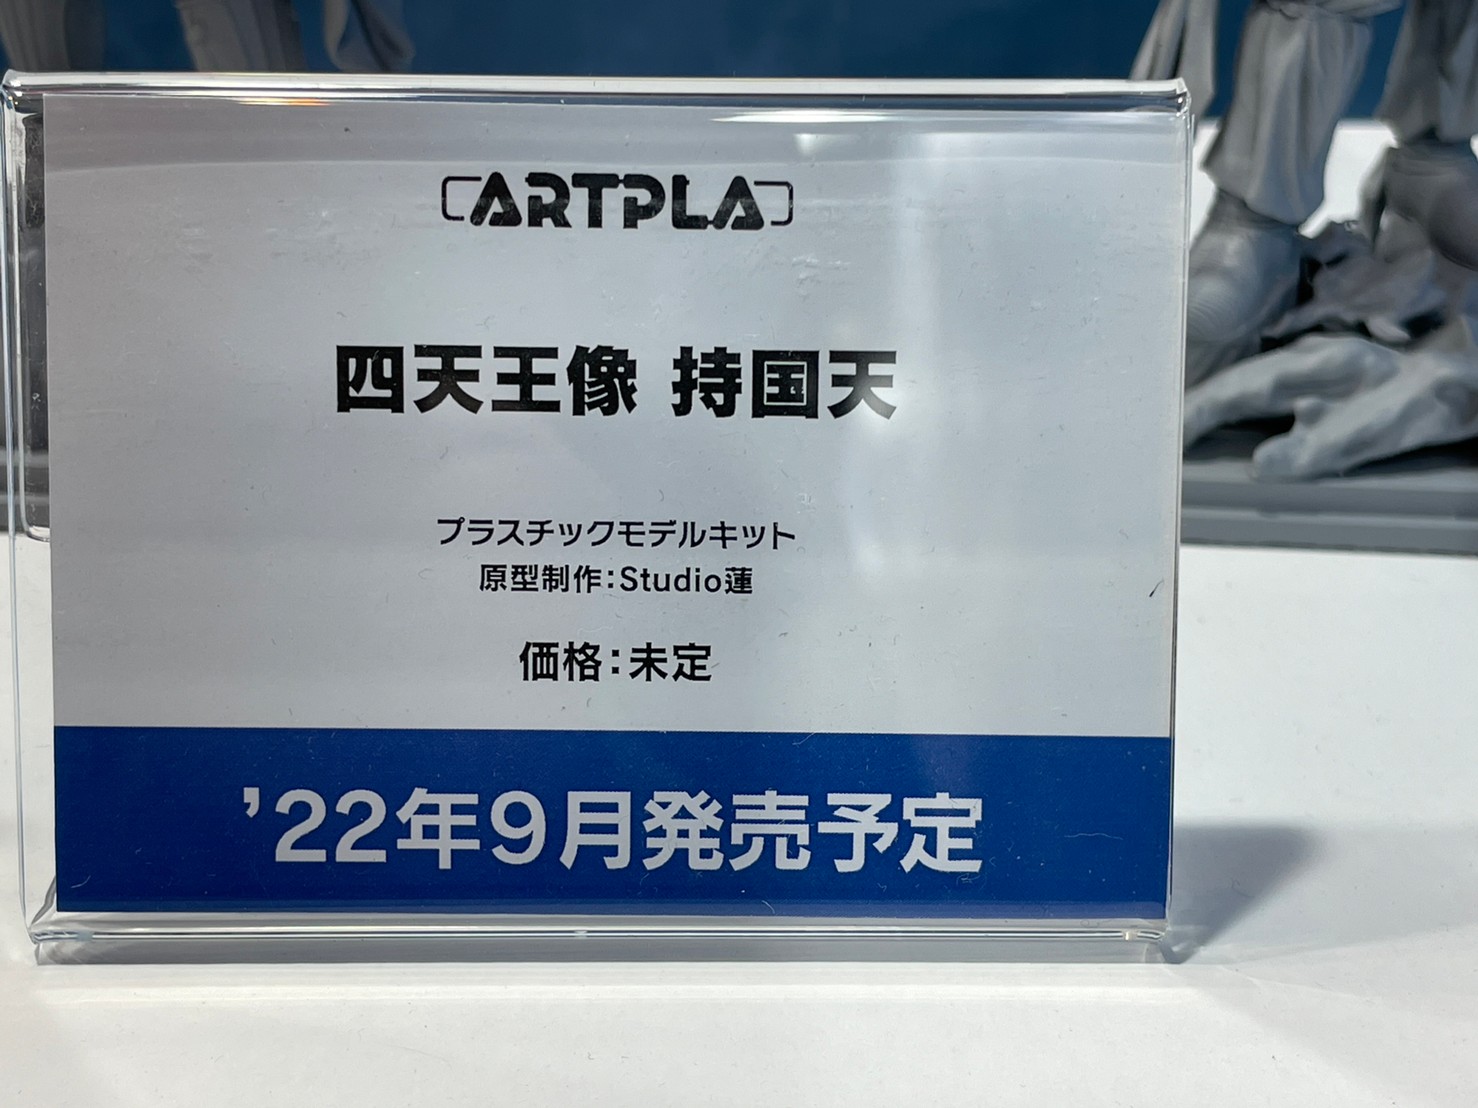 ARTPLA
四天王像 持国天
プラスチックモデルキット
原型制作:Studio蓮
価格:未定
’22年9月発売予定